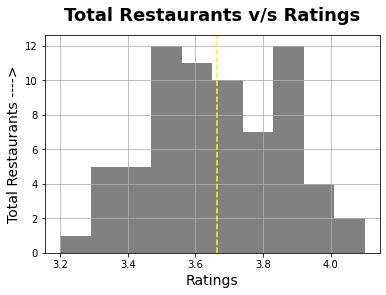 Total Restaurants v/s Ratings
Total Restaurants ---->
12
10
8
6
4
2
0
3.2 3.4 3.6 3.8 4.0
Ratings